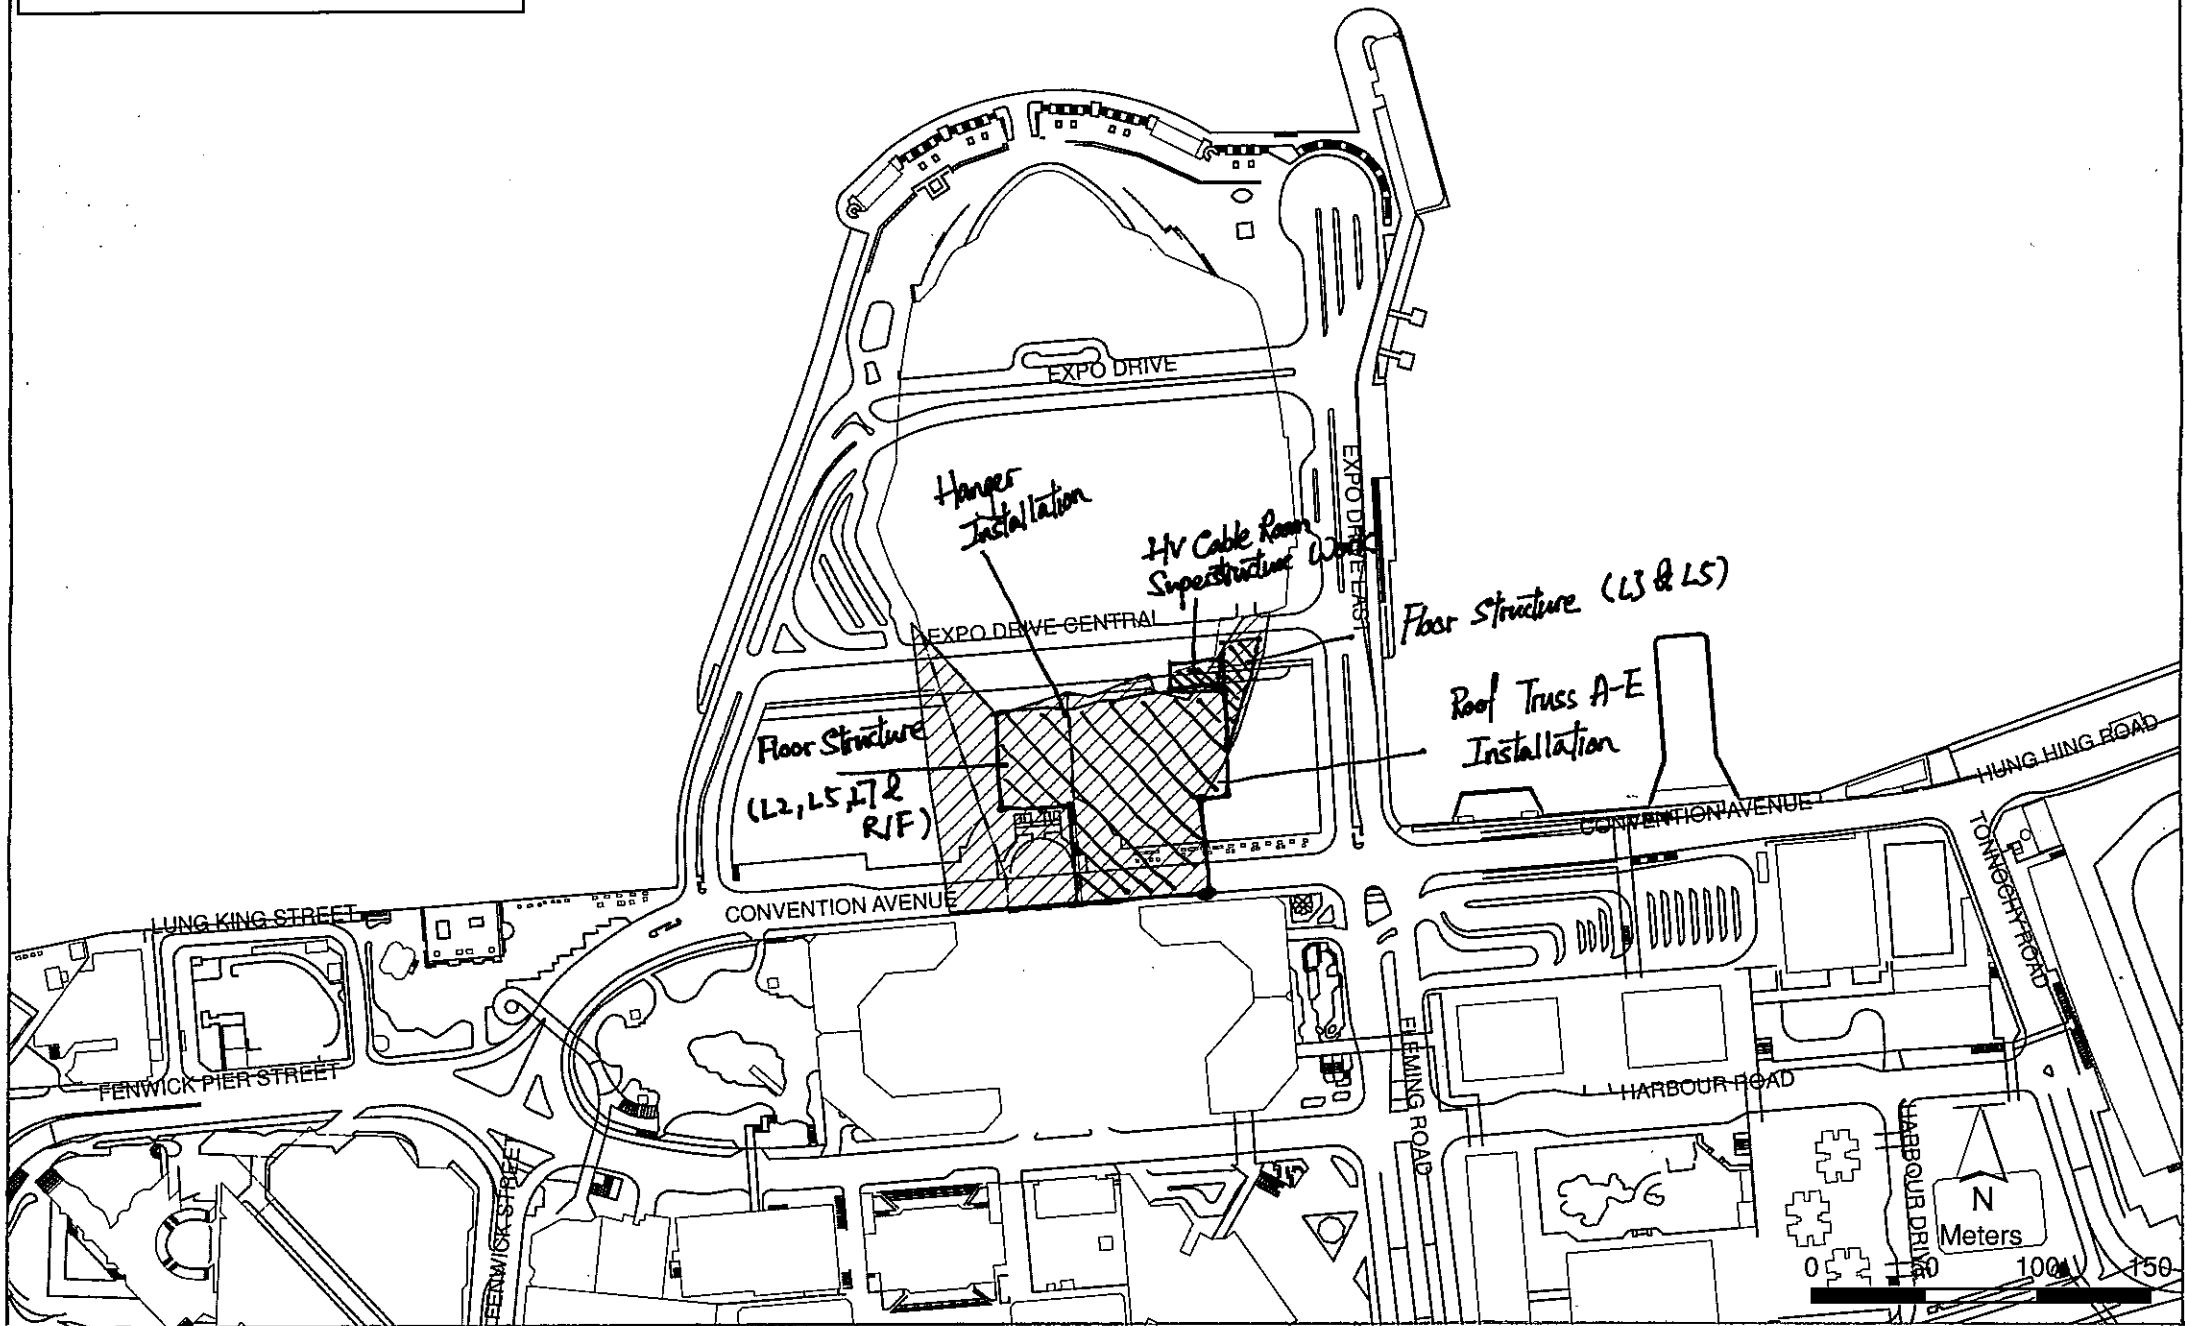 EXPO DRIVE
Hanger
Installation
EXPO DRIVE EAST
HV Cable Room
Superstructure Work
Floor Structure (L3 & L5)
EXPO DRIVE CENTRAL
Roof Truss A-E
Installation
Floor Structure
(L2, L5, L7 &
R/F)
HUNG HING ROAD
CONVENTION AVENUE
TONNOCHY ROAD
CONVENTION AVENUE
LUNG KING STREET
FENWICK PIER STREET
FLEMING ROAD
HARBOUR ROAD
HARBOUR DRIVE
FENWICK STREET
N
Meters
0 50 100 150